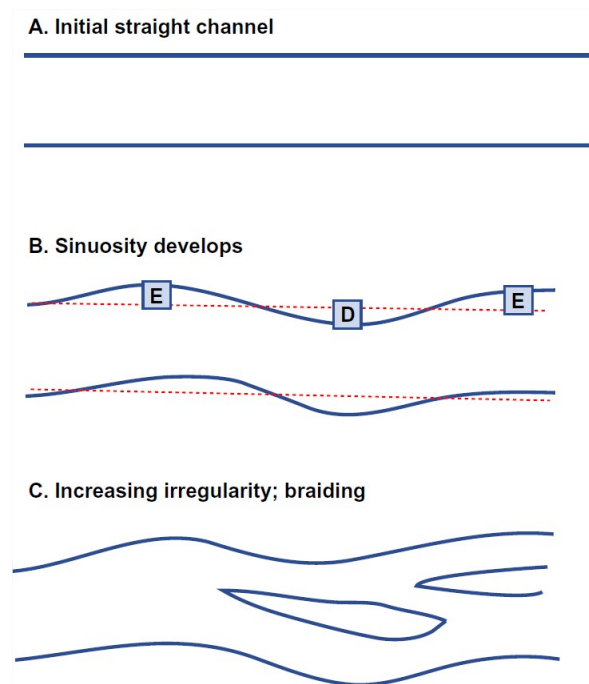 A. Initial straight channel
B. Sinuosity develops
E
E
D
C. Increasing irregularity; braiding